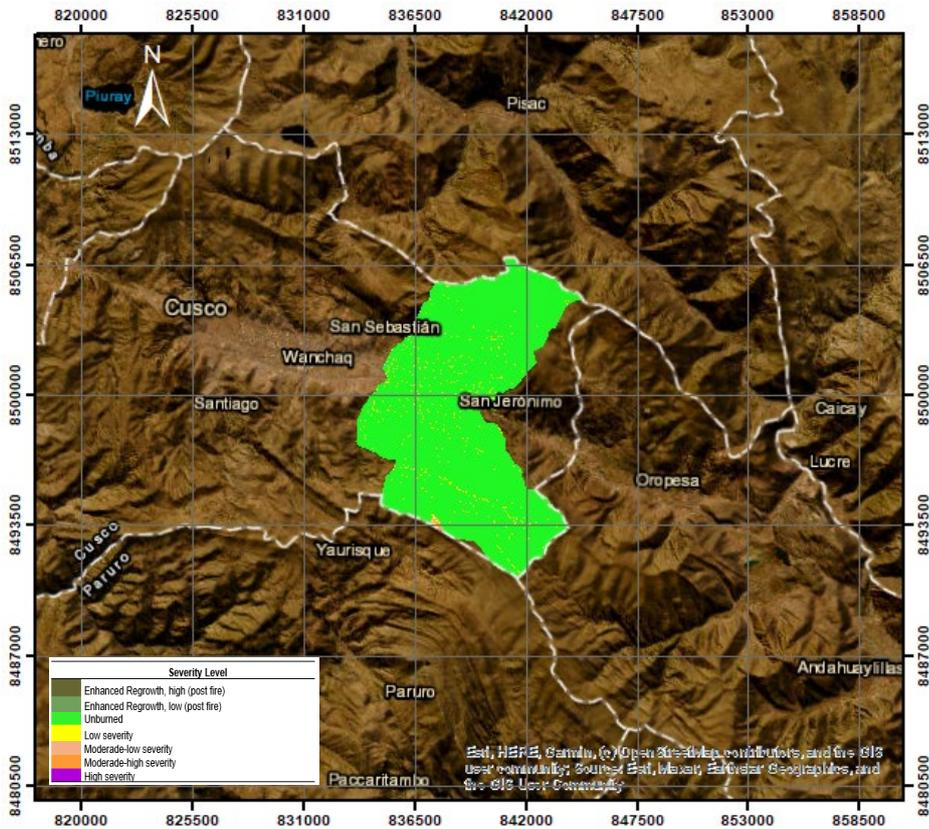 820000 825500 831000 836500 842000 847500 853000 858500
nero
N
Piuray
Pisac
mba
8513000 8513000
8506500 8506500
Cusco
San Sebastián
Wanchaq
8500000 8500000
Santiago
San Jerónimo
Caicay
Lucre
Oropesa
8493500 8493500
Cusco
Yaurisque
Paruro
8487000 8487000
Severity Level
Enhanced Regrowth, high (post fire)
Enhanced Regrowth, low (post fire)
Unburned
Low severity
Moderade-low severity
Moderade-high severity
High severity
Andahuaylillas
Paruro
Paccaritambo
Esri, HERE, Garmin, (c) OpenStreetMap contributors, and the GIS
user community; Source: Esri, Maxar, Earthstar Geographics, and
the GIS User Community
8480500 8480500
820000 825500 831000 836500 842000 847500 853000 858500